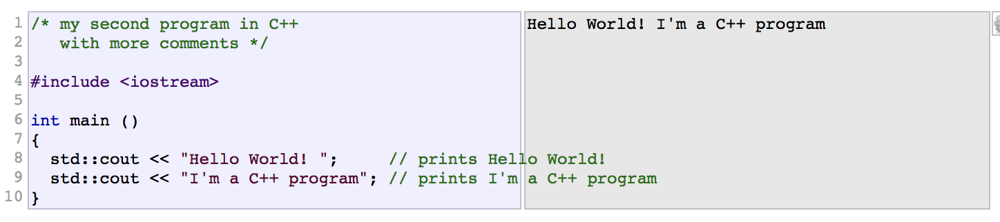 1 /* my second program in C++
2    with more comments */
3
4 #include <iostream>
5
6 int main ()
7 {
8   std::cout << "Hello World! ";     // prints Hello World!
9   std::cout << "I'm a C++ program"; // prints I'm a C++ program
10 }
Hello World! I'm a C++ program